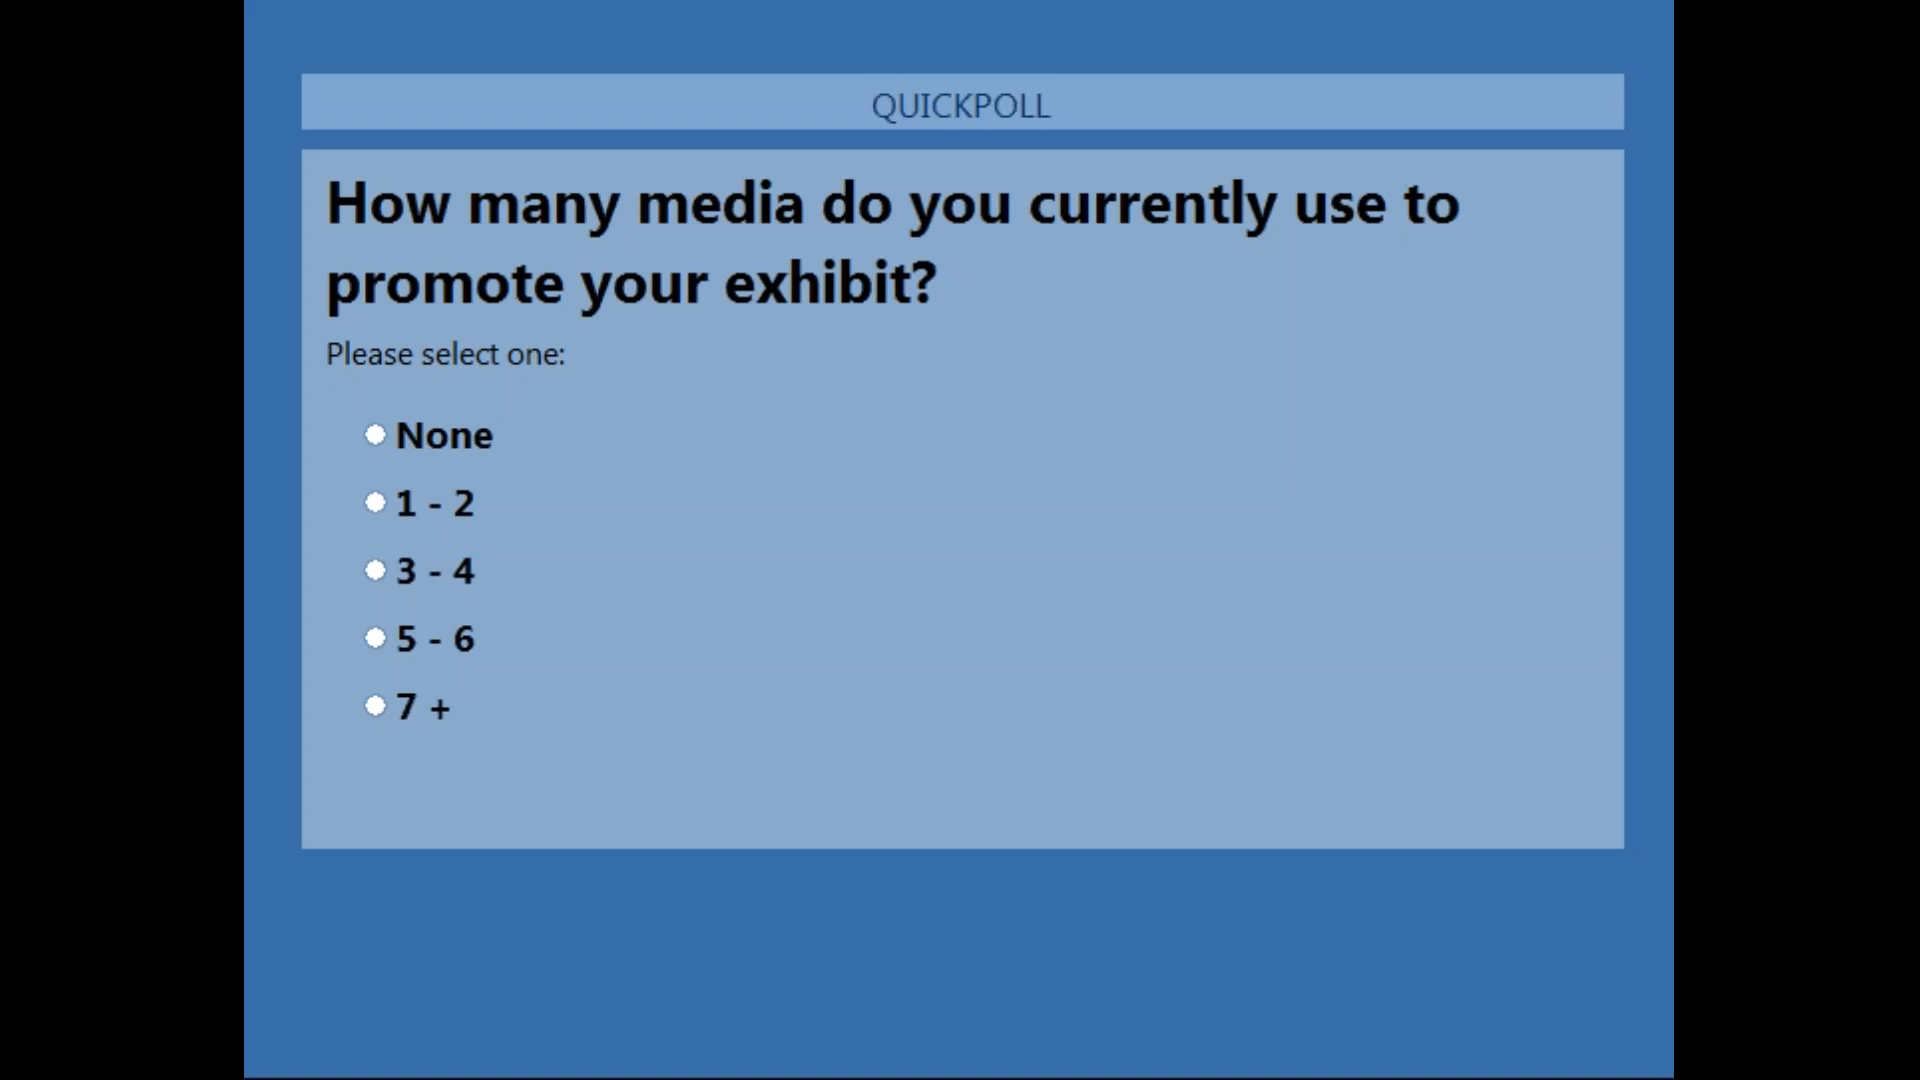 QUICKPOLL
How many media do you currently use to
promote your exhibit?
Please select one:
None
1 - 2
3 - 4
5 - 6
7 +